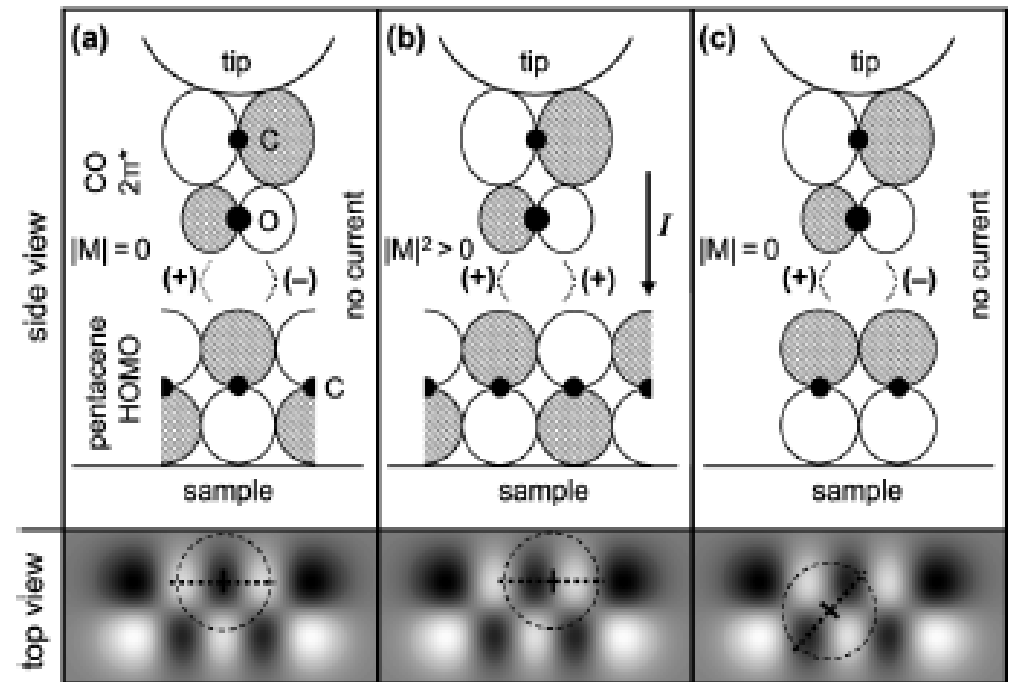 (a)
tip
C
CO
2π*
O
|M| = 0
(+)
(–)
no current
pentacene
HOMO
C
sample
(b)
tip
I
|M|² > 0
(+)
(+)
sample
(c)
tip
|M| = 0
(+)
(–)
no current
sample
side view
top view